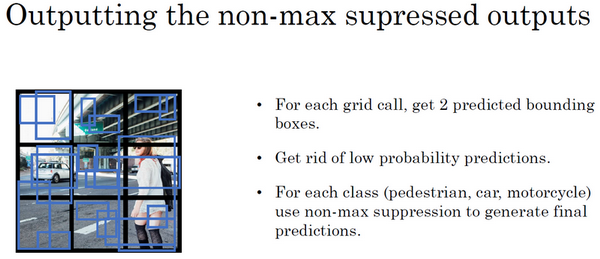 Outputting the non-max supressed outputs
• For each grid call, get 2 predicted bounding
boxes.
• Get rid of low probability predictions.
• For each class (pedestrian, car, motorcycle)
use non-max suppression to generate final
predictions.